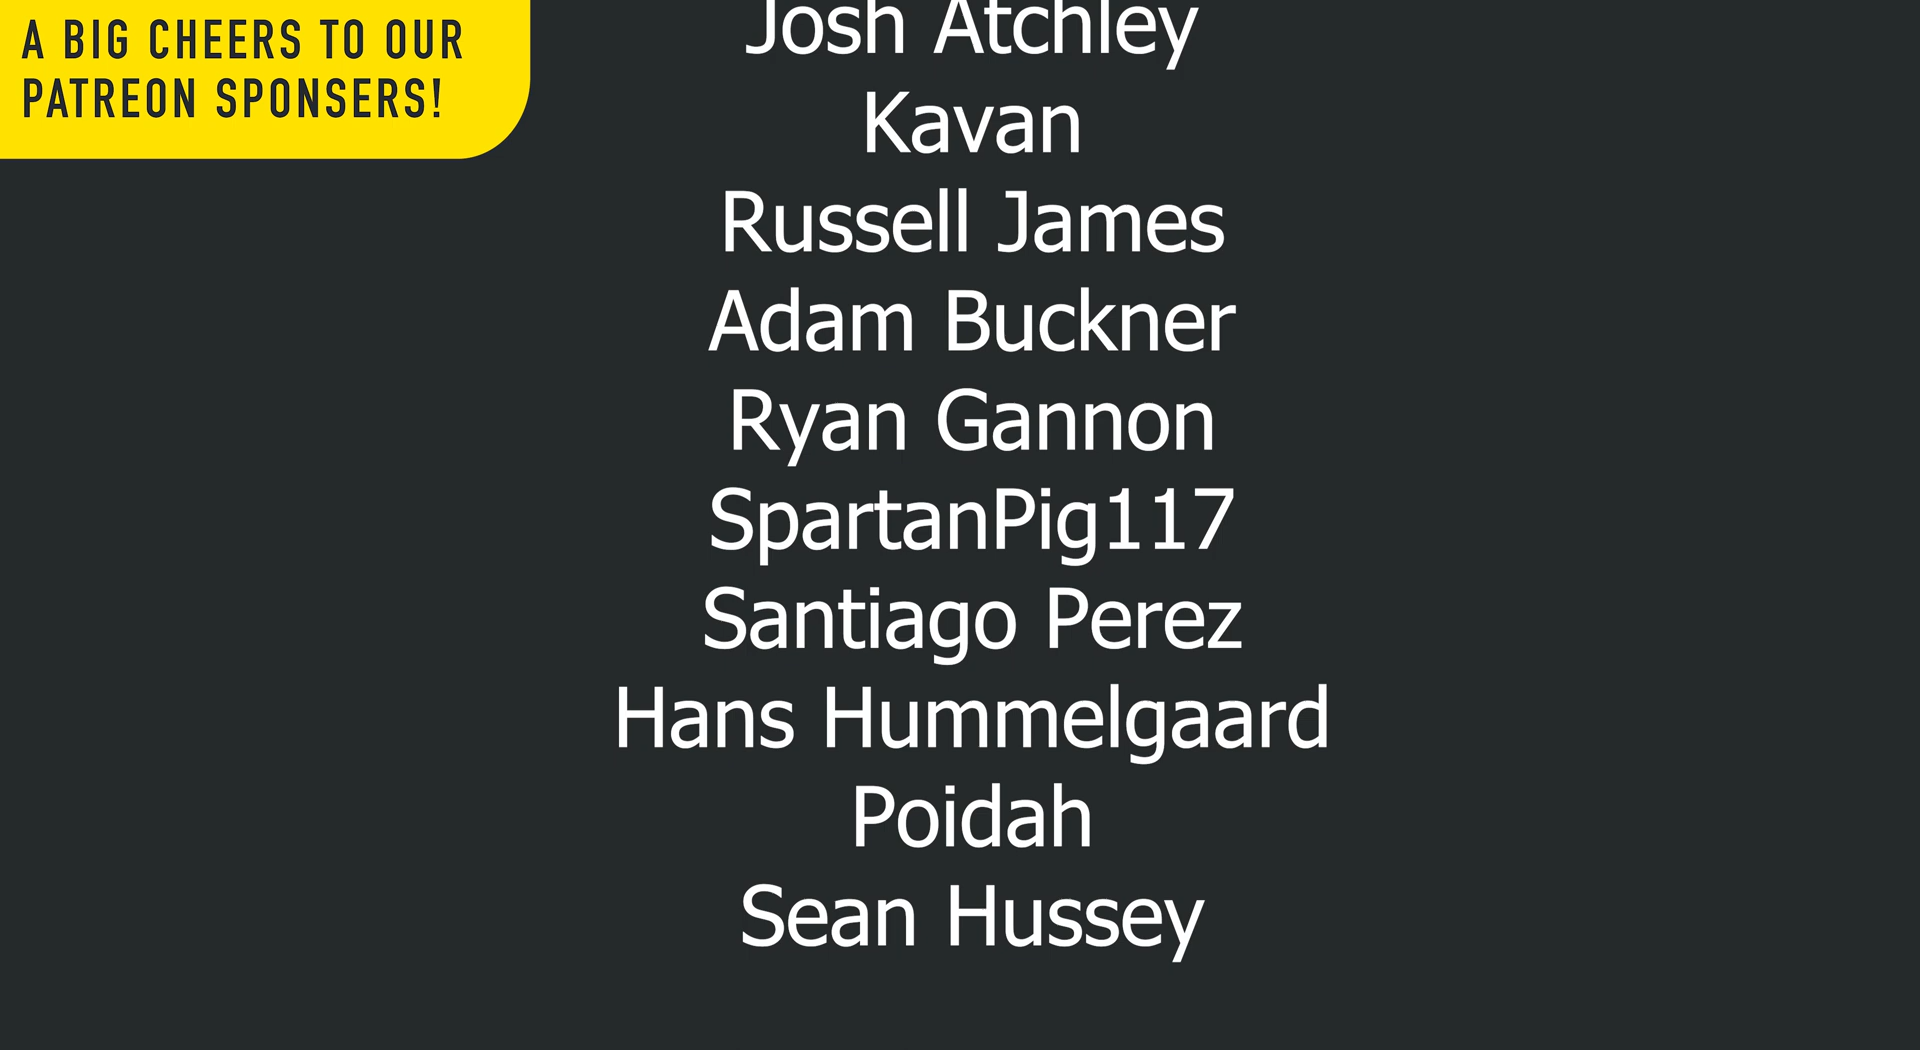 A BIG CHEERS TO OUR
PATREON SPONSERS!
Josh Atchley
Kavan
Russell James
Adam Buckner
Ryan Gannon
SpartanPig117
Santiago Perez
Hans Hummelgaard
Poidah
Sean Hussey